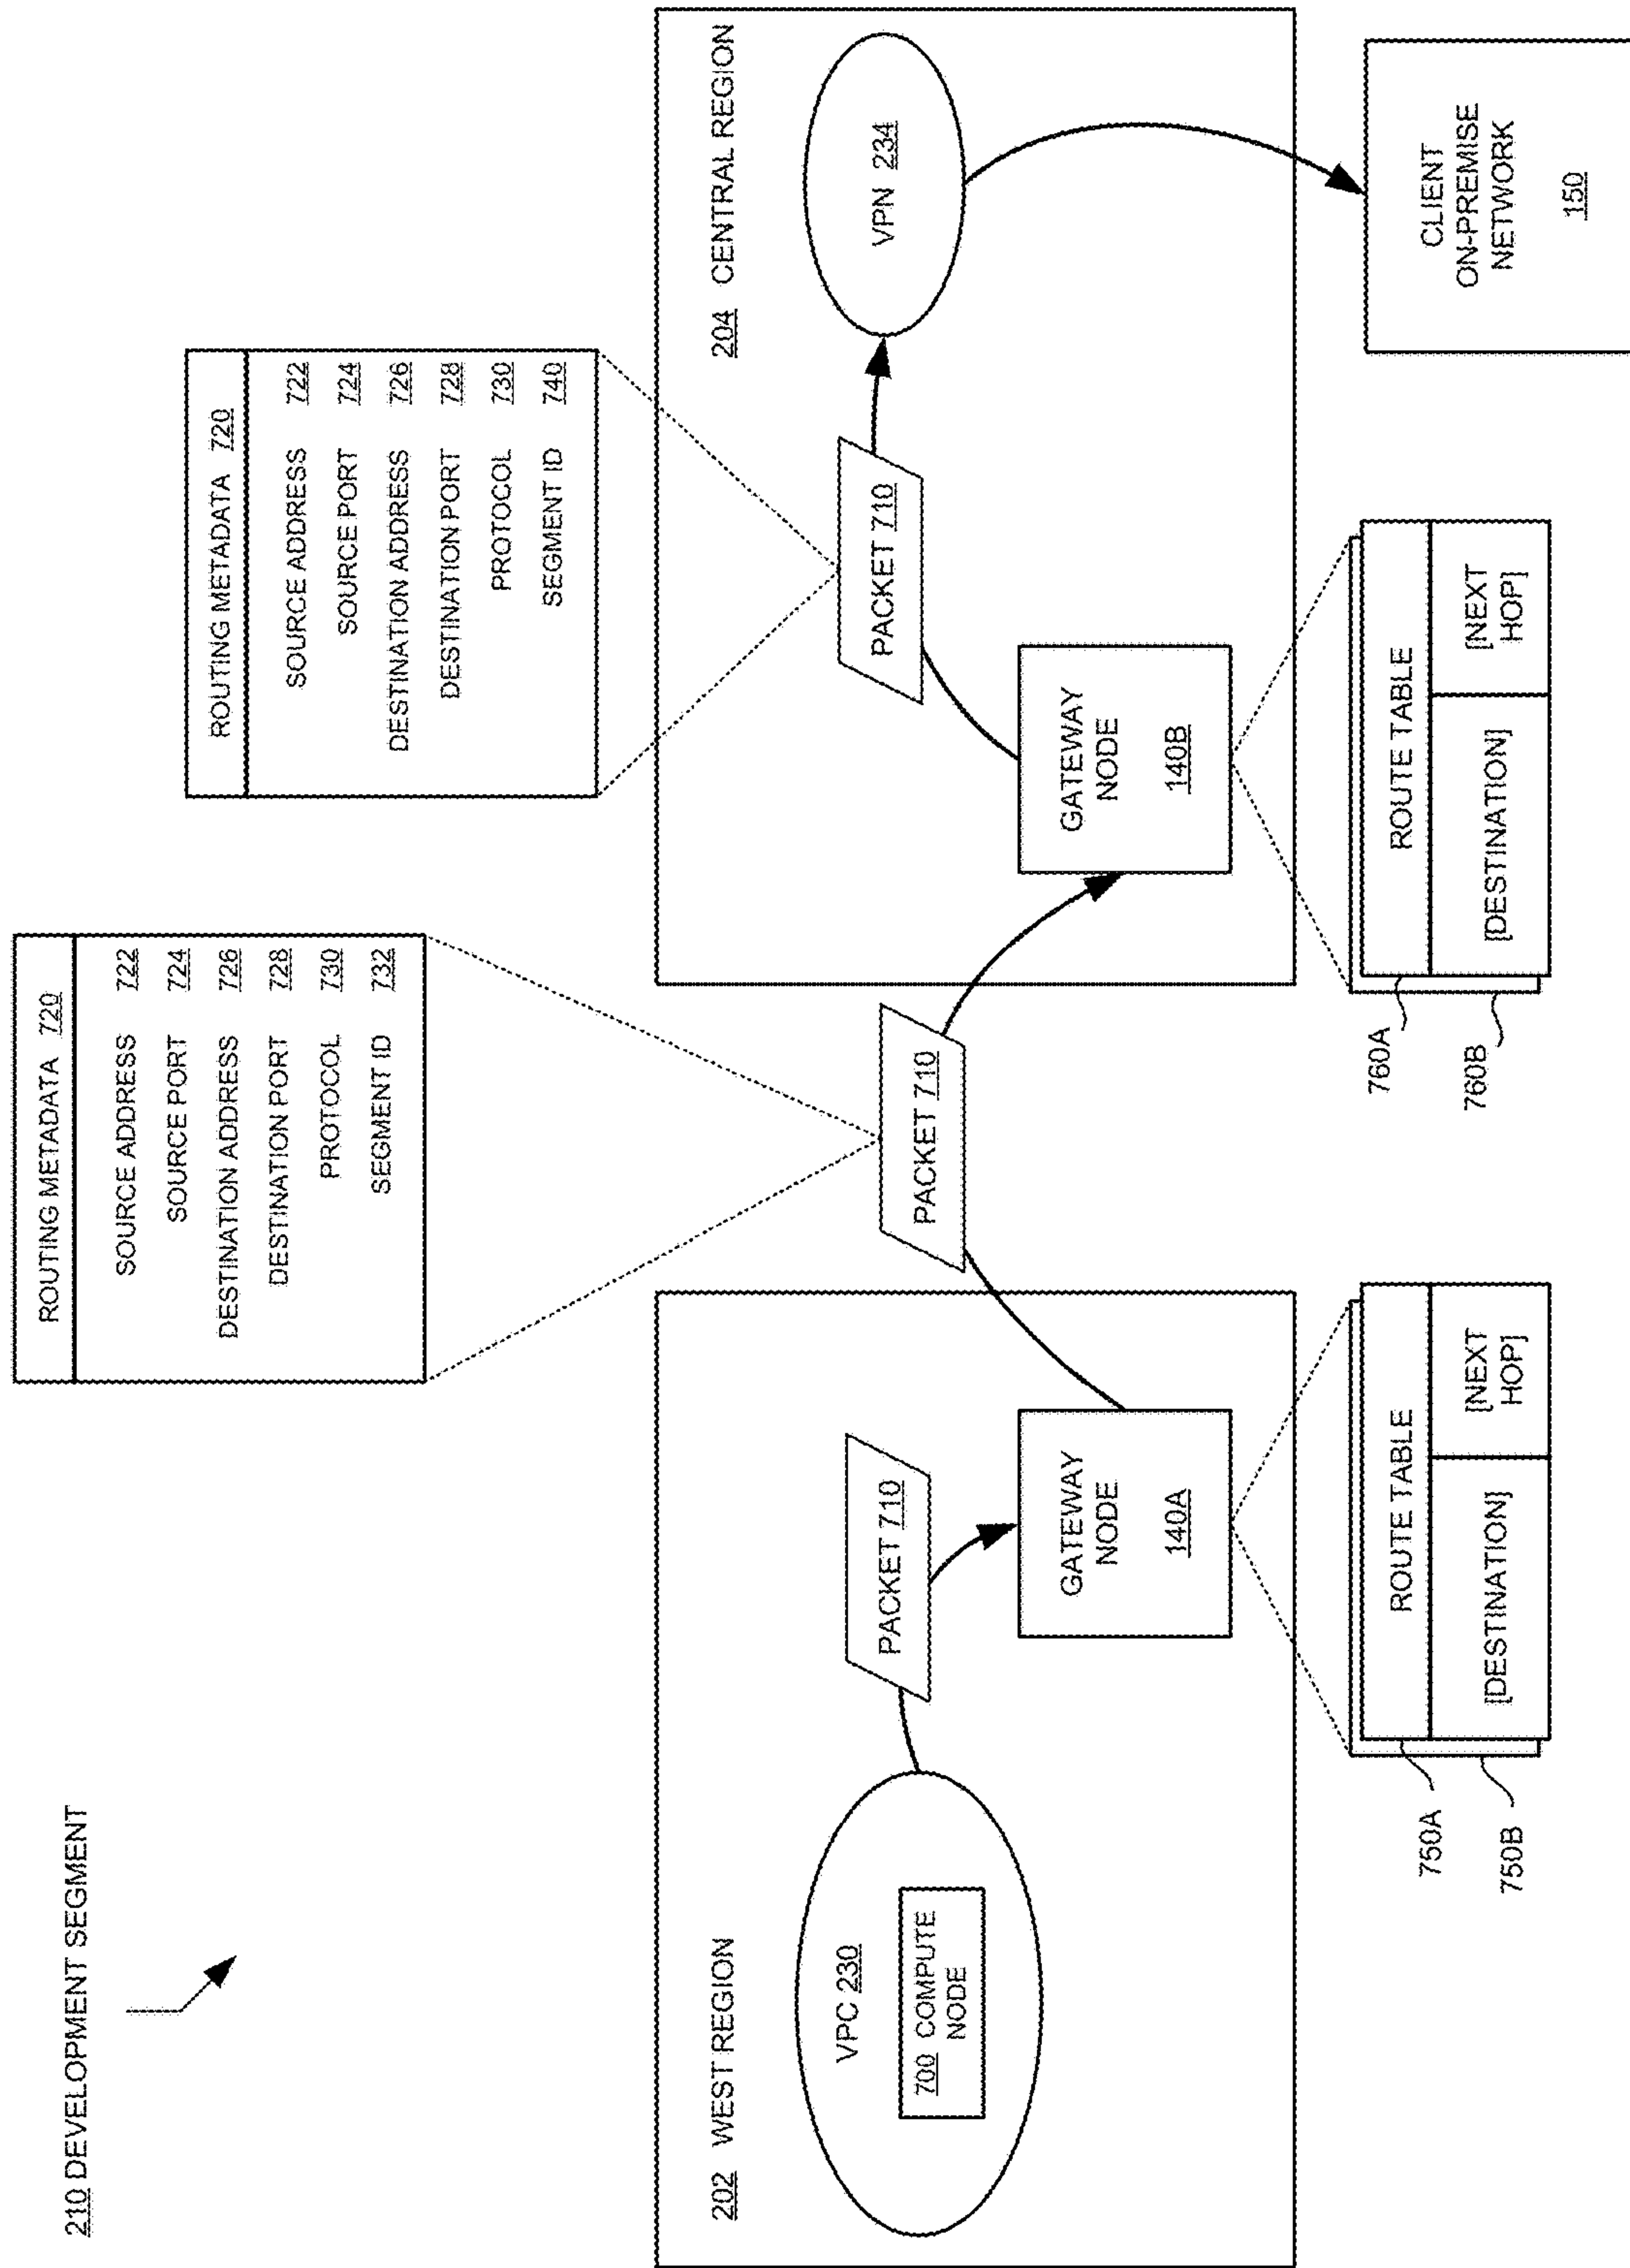 210 DEVELOPMENT SEGMENT
ROUTING METADATA 720
SOURCE ADDRESS 722
SOURCE PORT 724
DESTINATION ADDRESS 726
DESTINATION PORT 728
PROTOCOL 730
SEGMENT ID 732
ROUTING METADATA 720
SOURCE ADDRESS 722
SOURCE PORT 724
DESTINATION ADDRESS 726
DESTINATION PORT 728
PROTOCOL 730
SEGMENT ID 740
202 WEST REGION
VPC 230
700 COMPUTE
NODE
PACKET 710
GATEWAY
NODE
140A
PACKET 710
204 CENTRAL REGION
PACKET 710
VPN 234
GATEWAY
NODE
140B
750A
750B
ROUTE TABLE
[DESTINATION]
[NEXT
HOP]
760A
760B
ROUTE TABLE
[DESTINATION]
[NEXT
HOP]
CLIENT
ON-PREMISE
NETWORK
150